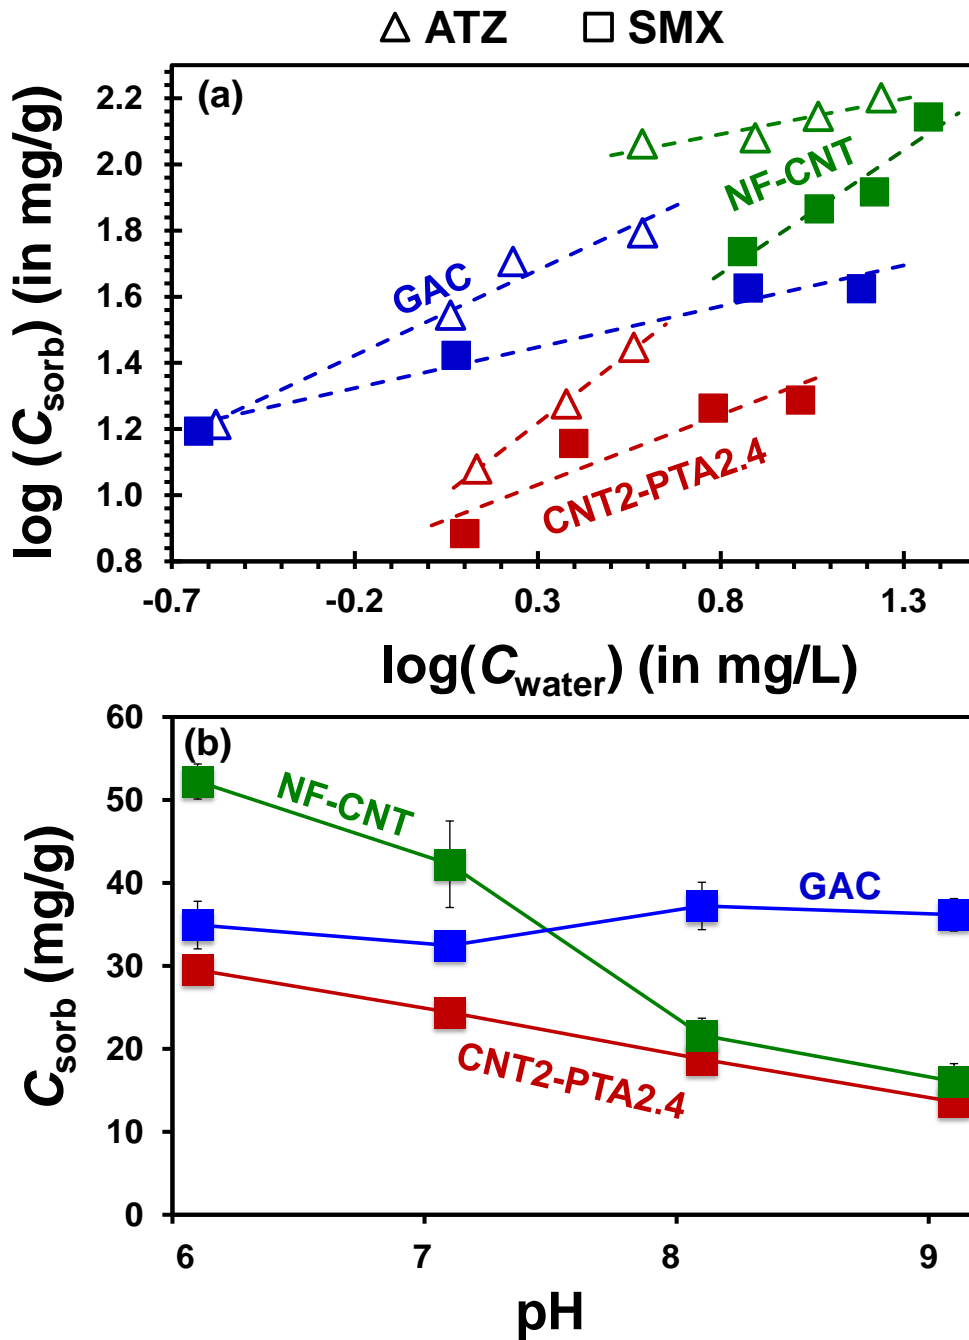 ATZ SMX
(a)
log (Csorb) (in mg/g)
2.2
2.0
1.8
1.6
1.4
1.2
1.0
0.8
NF-CNT
GAC
CNT2-PTA2.4
-0.7 -0.2 0.3 0.8 1.3
log(Cwater) (in mg/L)
(b)
Csorb (mg/g)
60
50
40
30
20
10
0
NF-CNT
GAC
CNT2-PTA2.4
6 7 8 9
pH